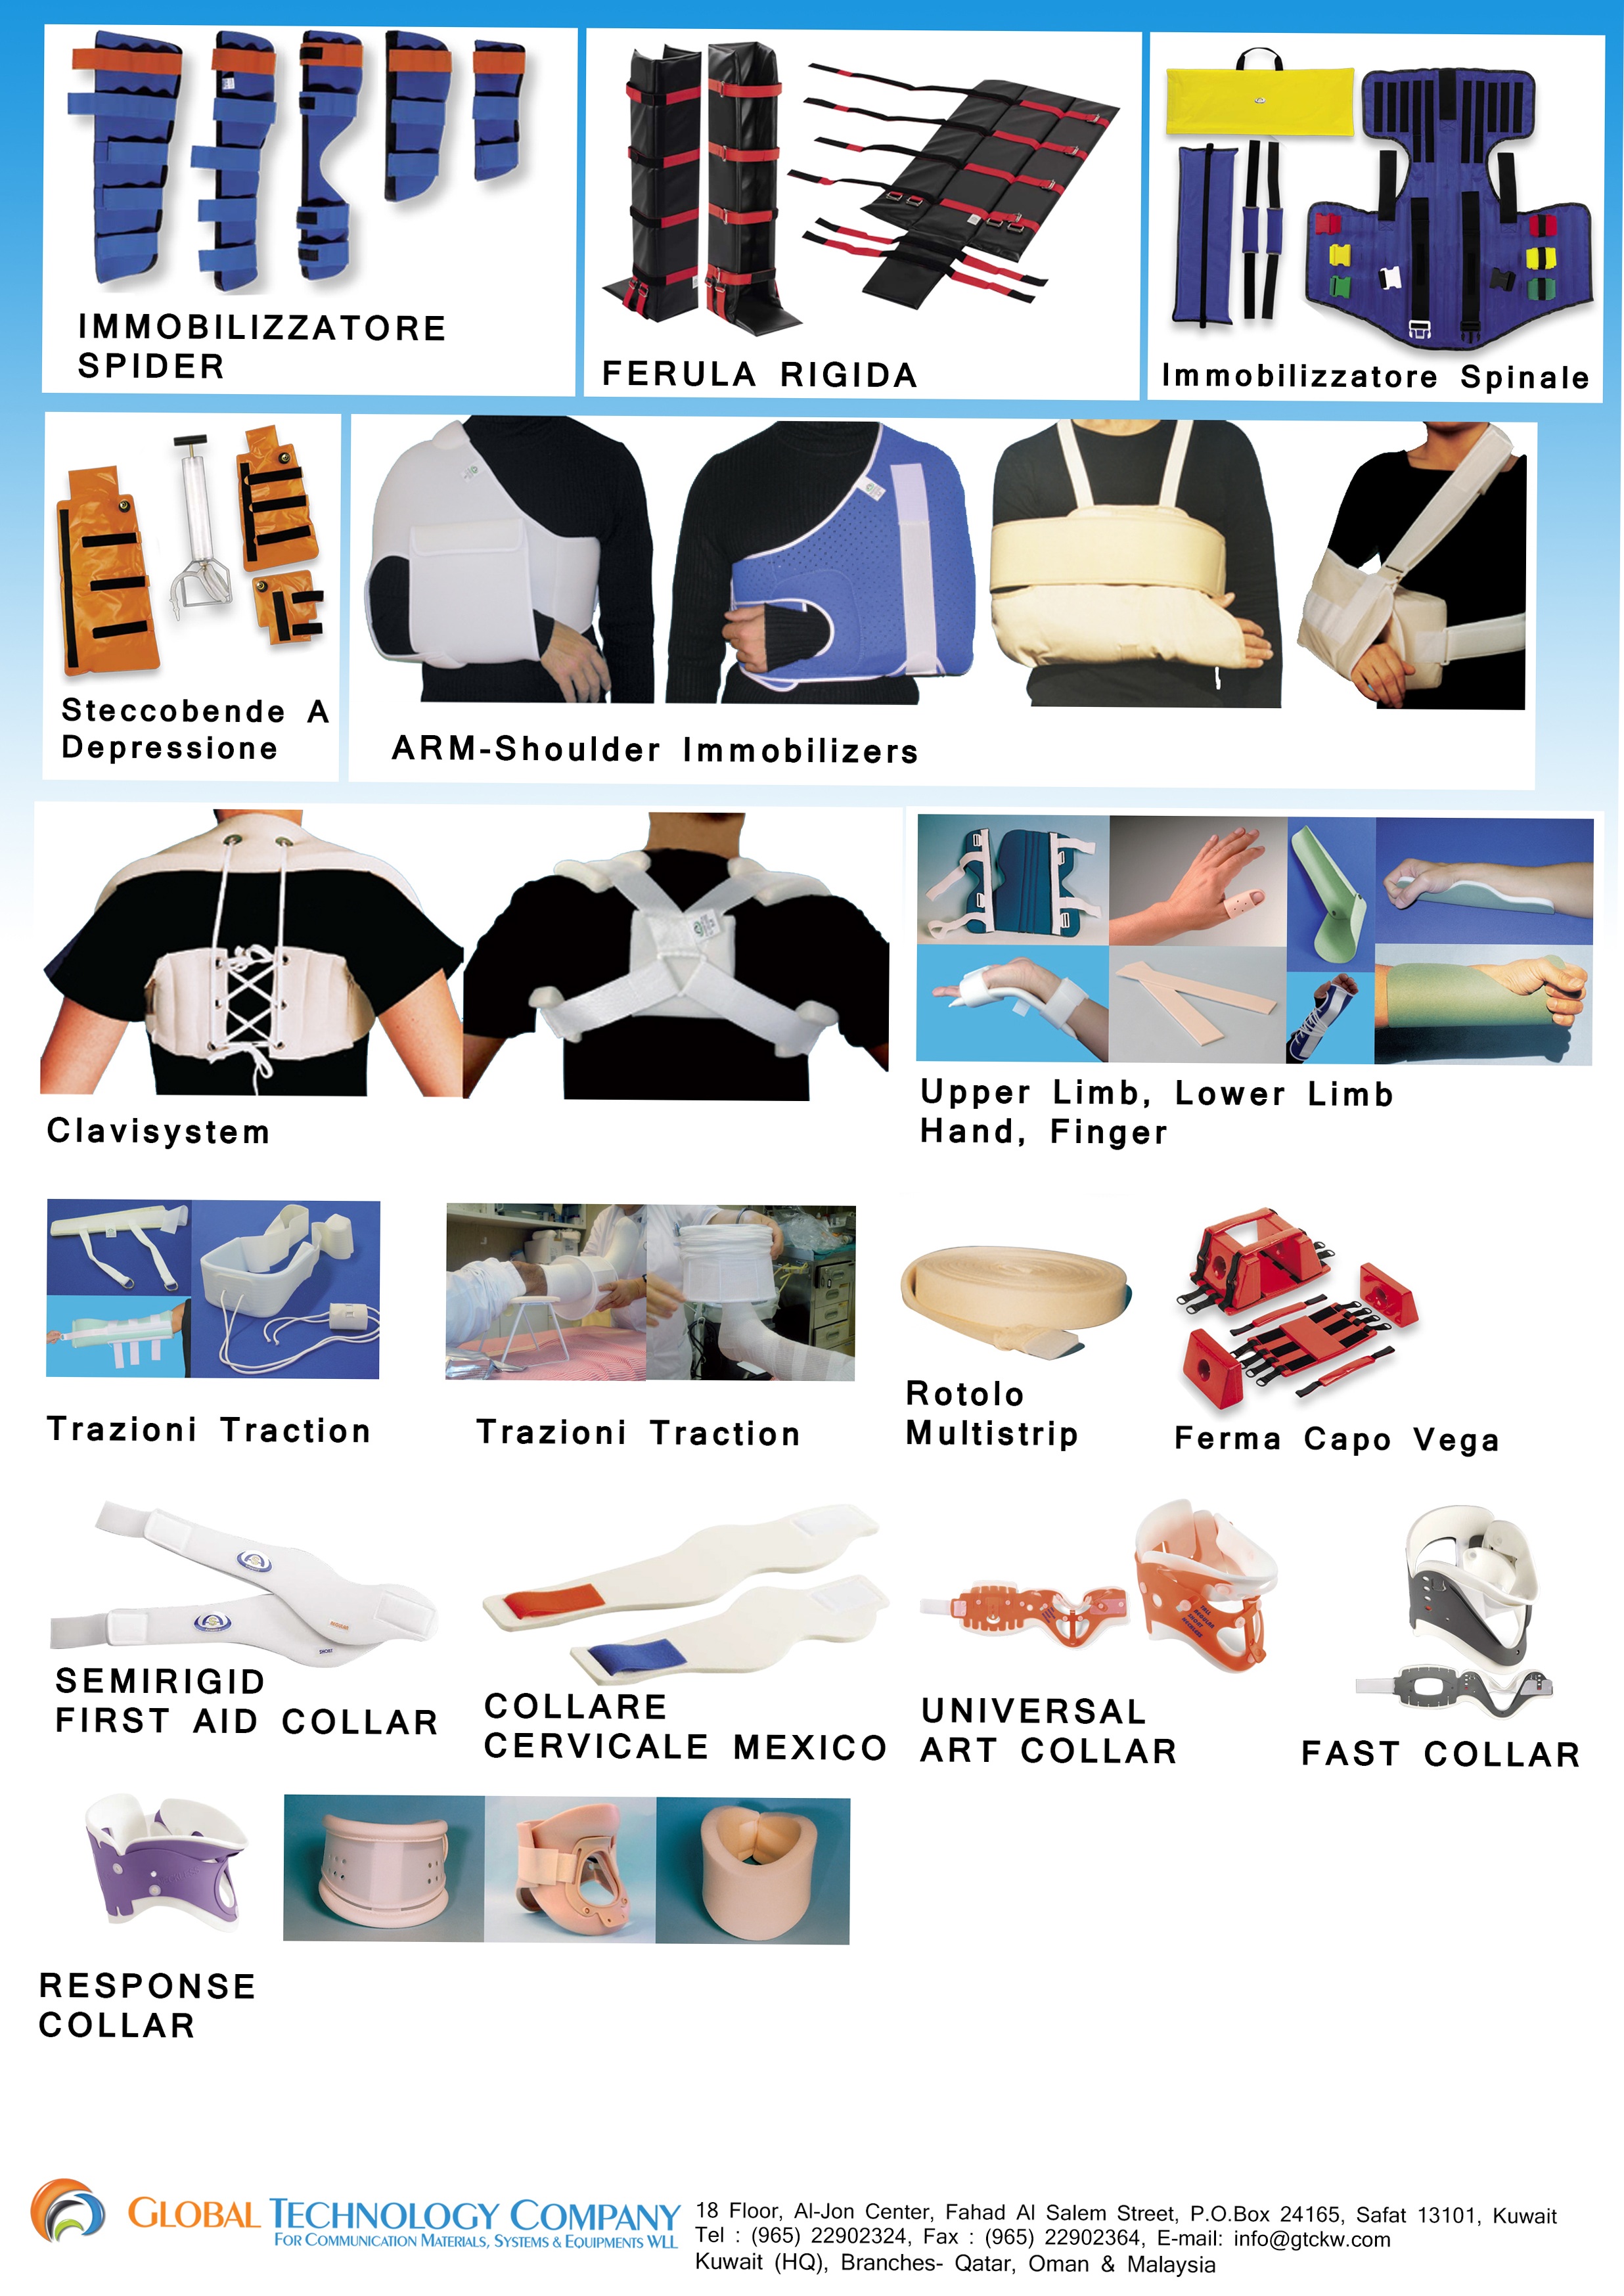 IMMOBILIZZATORE
SPIDER
FERULA RIGIDA
Immobilizzatore Spinale
Steccobende A
Depressione
ARM-Shoulder Immobilizers
Clavisystem
Upper Limb, Lower Limb
Hand, Finger
Trazioni Traction
Trazioni Traction
Rotolo
Multistrip
Ferma Capo Vega
SEMIRIGID
FIRST AID COLLAR
COLLARE
CERVICALE MEXICO
UNIVERSAL
ART COLLAR
FAST COLLAR
RESPONSE
COLLAR
GLOBAL TECHNOLOGY COMPANY
FOR COMMUNICATION MATERIALS, SYSTEMS & EQUIPMENTS WLL
18 Floor, Al-Jon Center, Fahad Al Salem Street, P.O.Box 24165, Safat 13101, Kuwait
Tel : (965) 22902324, Fax : (965) 22902364, E-mail: info@gtckw.com
Kuwait (HQ), Branches- Qatar, Oman & Malaysia